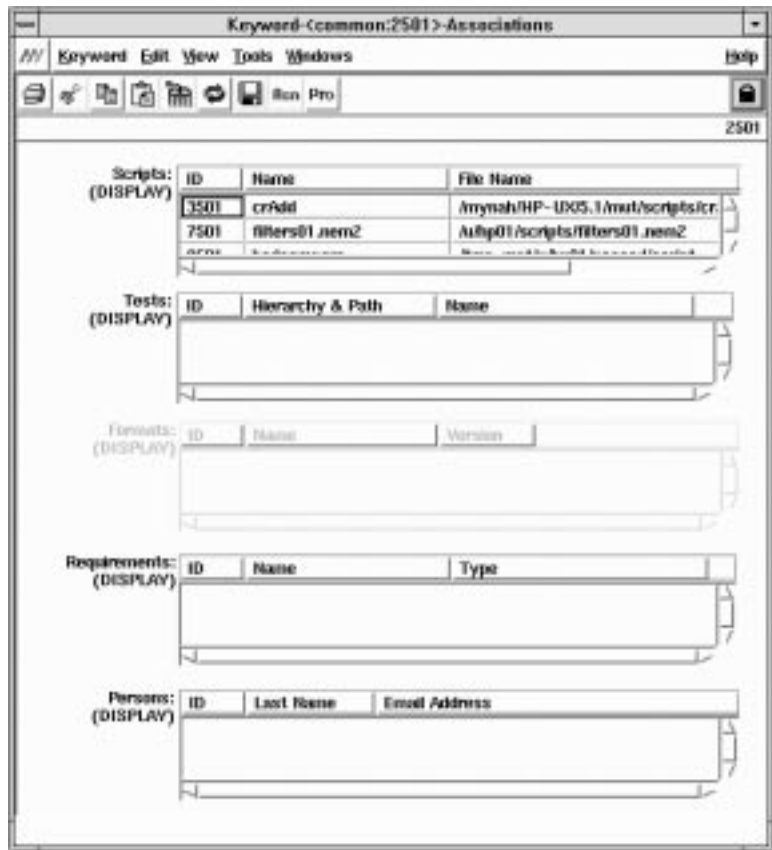 Keyword-<common:2501>-Associations
Keyword Edit View Tools Windows Help
Pro
2501
Scripts: ID Name File Name
(DISPLAY)
3501 crAdd /mynah/HP-UX/5.1/mut/scripts/cr
7501 filters01.nem2 /u/hp01/scripts/filters01.nem2
Tests: ID Hierarchy & Path Name
(DISPLAY)
Formats: ID Name Version
(DISPLAY)
Requirements: ID Name Type
(DISPLAY)
Persons: ID Last Name Email Address
(DISPLAY)